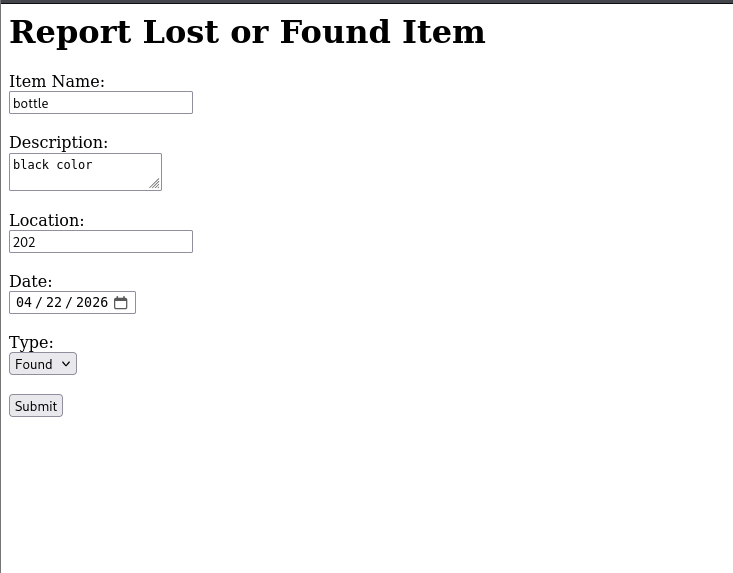 Report Lost or Found Item
Item Name:
bottle
Description:
black color
Location:
202
Date:
04 / 22 / 2026
Type:
Found
Submit